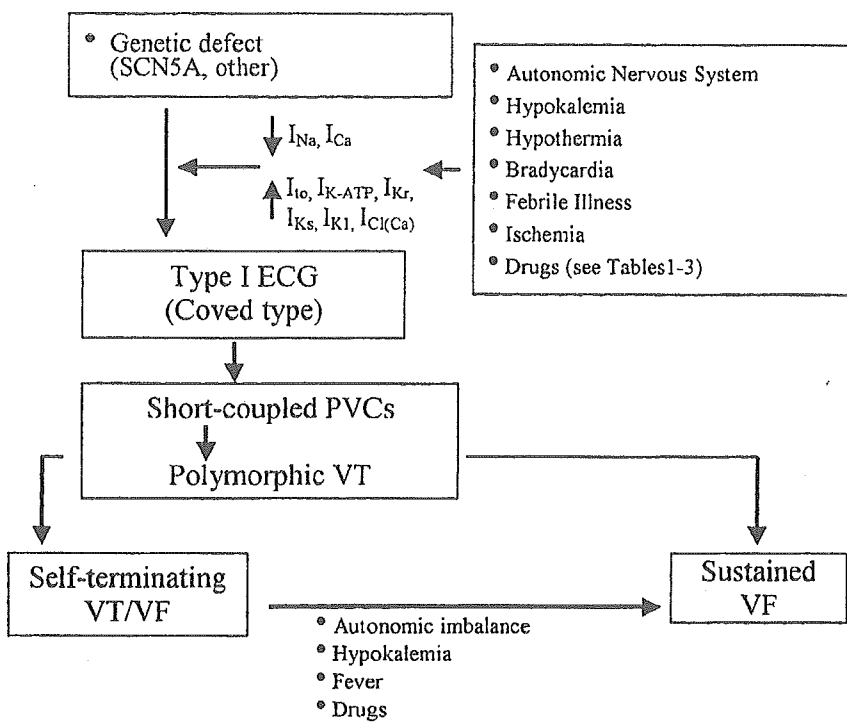 • Genetic defect
(SCN5A, other)
• Autonomic Nervous System
• Hypokalemia
• Hypothermia
• Bradycardia
• Febrile Illness
• Ischemia
• Drugs (see Tables1-3)
I_Na, I_Ca
I_to, I_K-ATP, I_Kr,
I_Ks, I_K1, I_Cl(Ca)
Type I ECG
(Coved type)
Short-coupled PVCs
Polymorphic VT
Self-terminating
VT/VF
Sustained
VF
• Autonomic imbalance
• Hypokalemia
• Fever
• Drugs